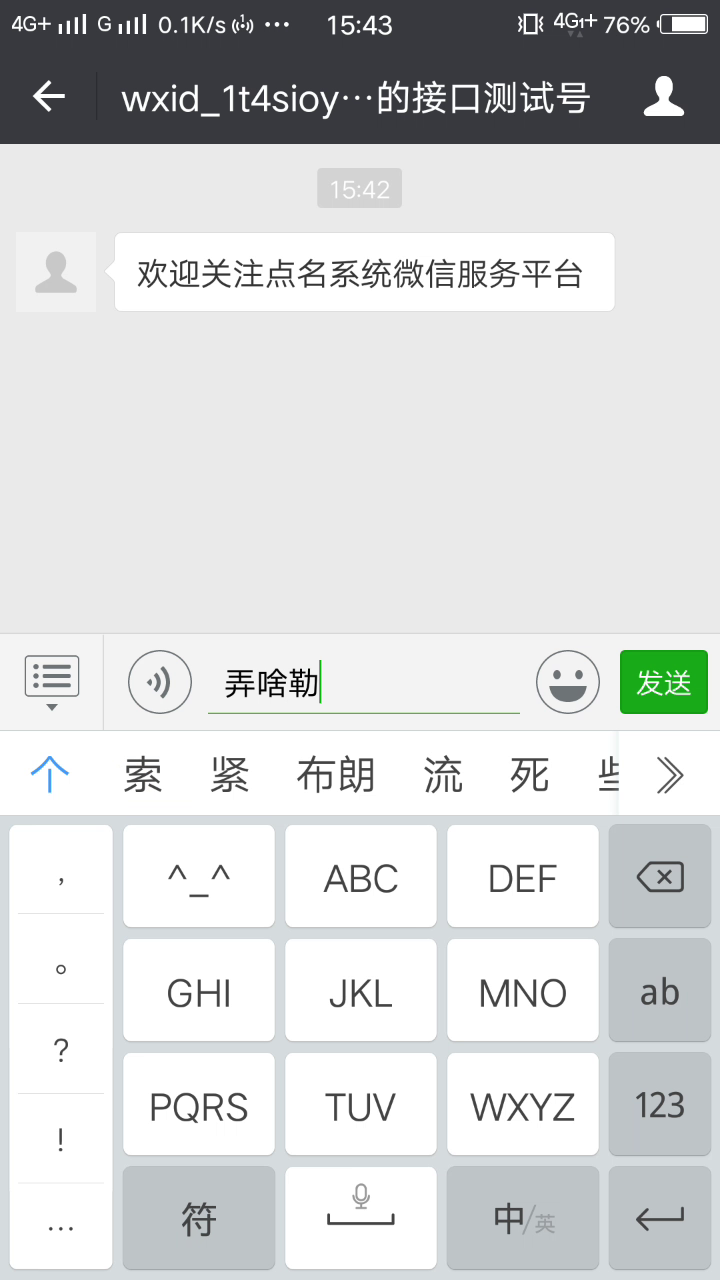 4G+ G 0.1K/s ··· 15:43 4G1+ 76%
wxid_1t4sioy···的接口测试号
15:42
欢迎关注点名系统微信服务平台
弄啥勒 发送
个 索 紧 布朗 流 死
, ^_^ ABC DEF
。 GHI JKL MNO ab
? PQRS TUV WXYZ 123
!
... 符 中/英